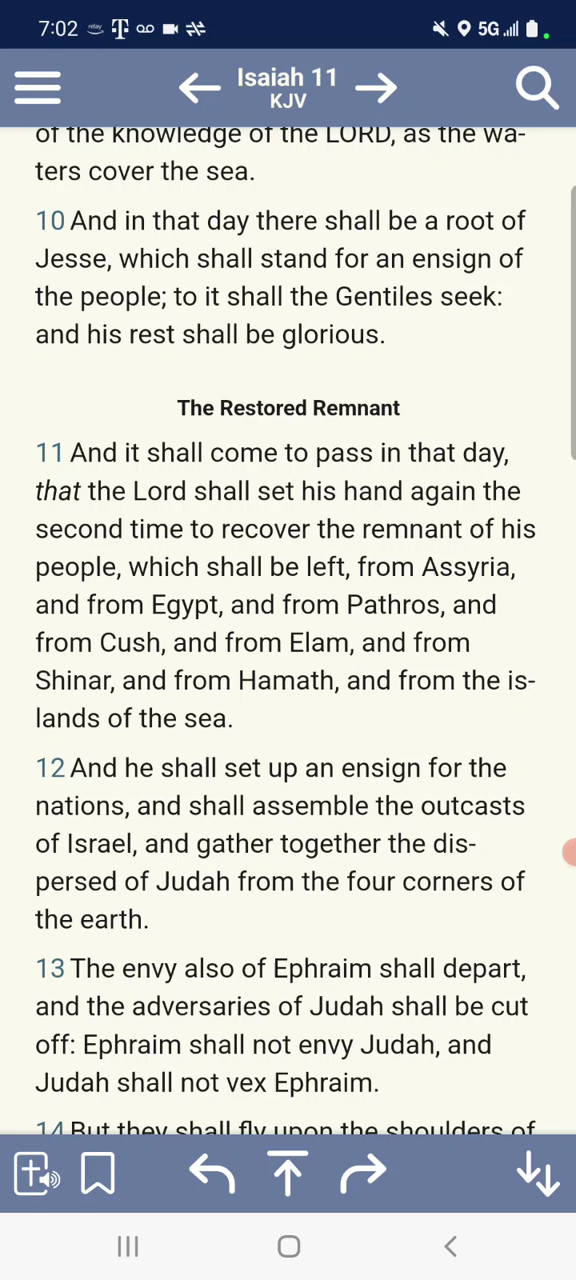 7:02
relay
5G
Isaiah 11
KJV
of the knowledge of the LORD, as the wa-
ters cover the sea.
10 And in that day there shall be a root of
Jesse, which shall stand for an ensign of
the people; to it shall the Gentiles seek:
and his rest shall be glorious.
The Restored Remnant
11 And it shall come to pass in that day,
that the Lord shall set his hand again the
second time to recover the remnant of his
people, which shall be left, from Assyria,
and from Egypt, and from Pathros, and
from Cush, and from Elam, and from
Shinar, and from Hamath, and from the is-
lands of the sea.
12 And he shall set up an ensign for the
nations, and shall assemble the outcasts
of Israel, and gather together the dis-
persed of Judah from the four corners of
the earth.
13 The envy also of Ephraim shall depart,
and the adversaries of Judah shall be cut
off: Ephraim shall not envy Judah, and
Judah shall not vex Ephraim.
14 But they shall fly upon the shoulders of